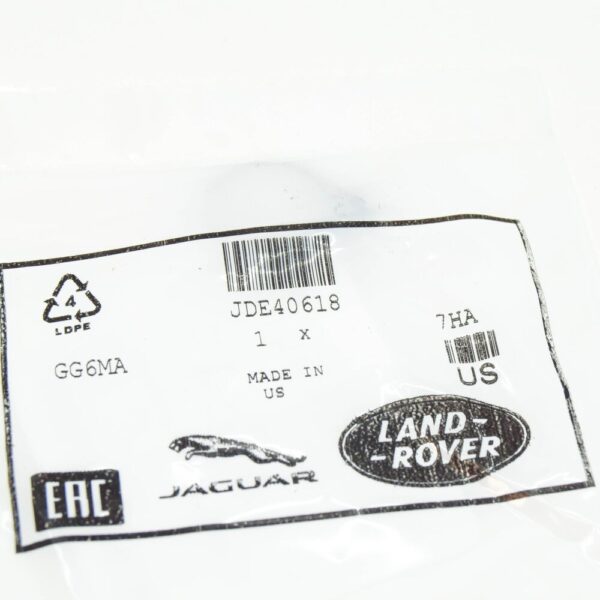 4
LDPE
JDE40618
1 X
7HA
GG6MA
MADE IN
US
US
EAC
JAGUAR
LAND-
-ROVER